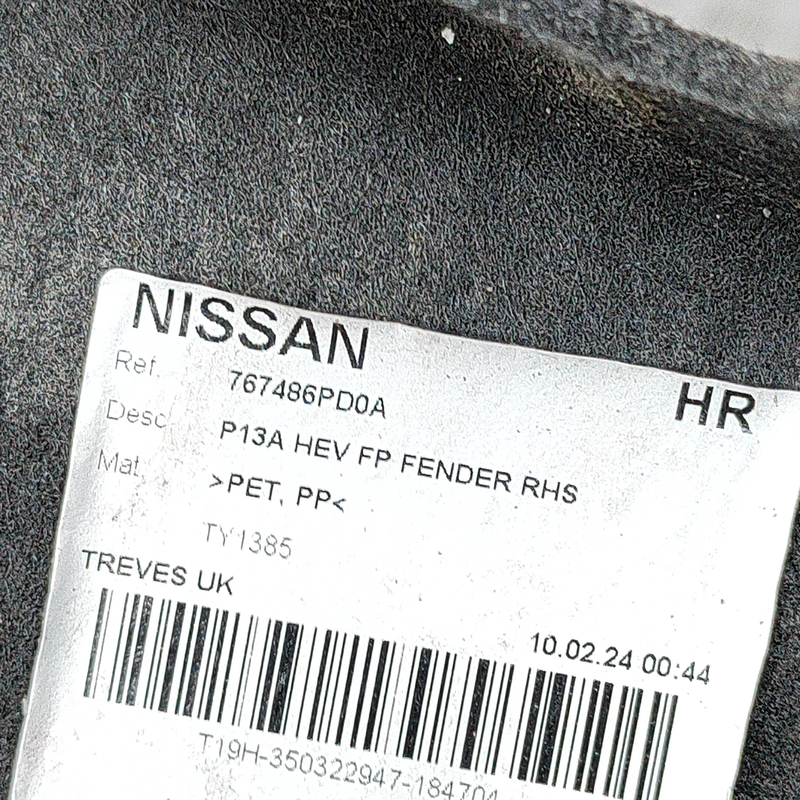 NISSAN
HR
Ref. 767486PD0A
Desc P13A HEV FP FENDER RHS
Mat. >PET, PP<
TY1385
TREVES UK
10.02.24 00:44
T19H-350322947-184704